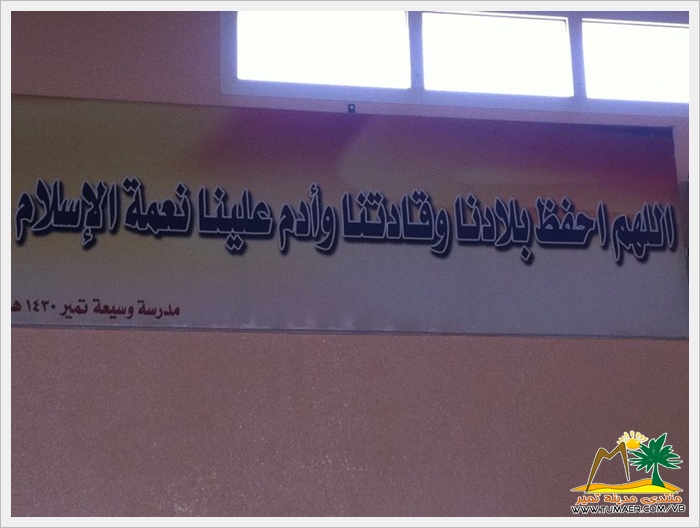 اللهم احفظ بلادنا وقادتنا وأدم علينا نعمة الإسلام
مدرسة وسيعة تمير ١٤٣٠ هـ
منتدى مدينة تمير
WWW.TUMAER.COM/VB